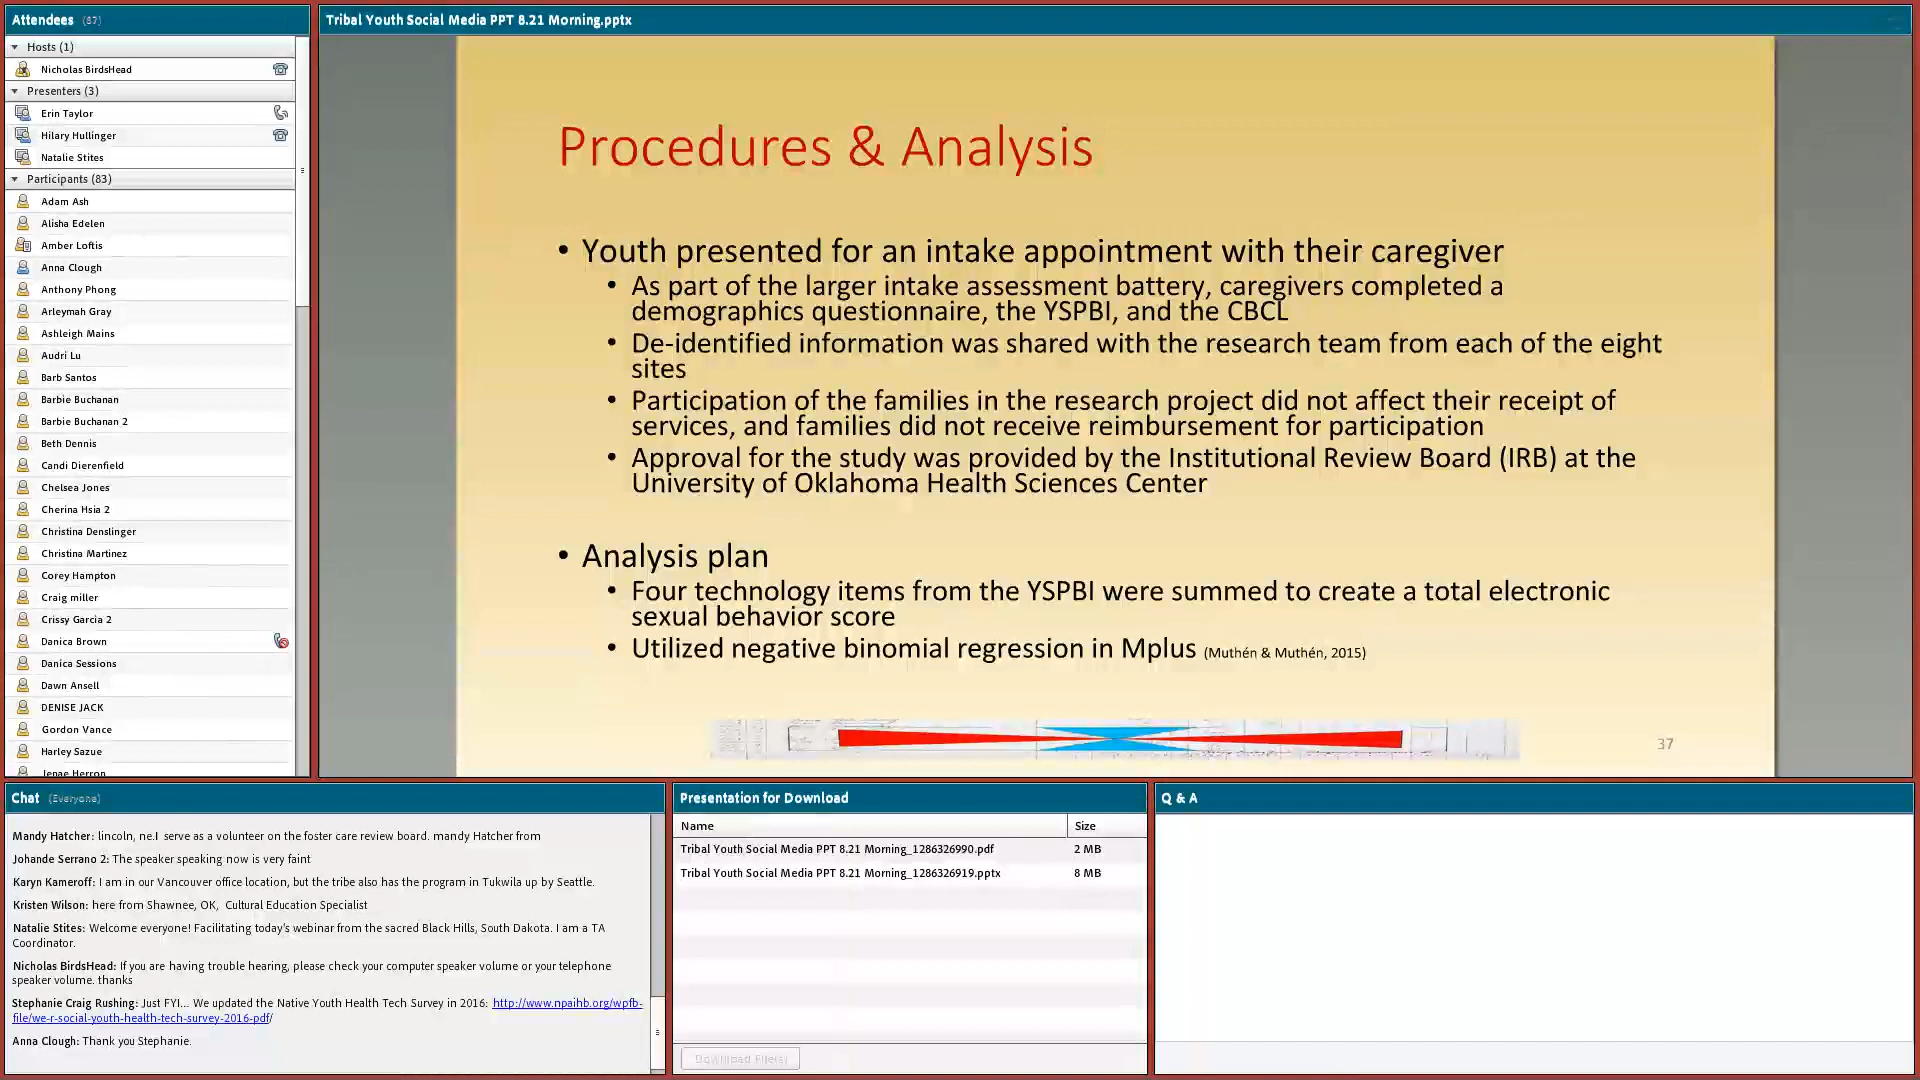 Attendees (87)
Hosts (1)
Nicholas BirdsHead
Presenters (3)
Erin Taylor
Hilary Hullinger
Natalie Stites
Participants (83)
Adam Ash
Alisha Edelen
Amber Loftis
Anna Clough
Anthony Phong
Arleymah Gray
Ashleigh Mains
Audri Lu
Barb Santos
Barbie Buchanan
Barbie Buchanan 2
Beth Dennis
Candi Dierenfield
Chelsea Jones
Cherina Hsia 2
Christina Denslinger
Christina Martinez
Corey Hampton
Craig miller
Crissy Garcia 2
Danica Brown
Danica Sessions
Dawn Ansell
DENISE JACK
Gordon Vance
Harley Sazue
Jenae Herron
Tribal Youth Social Media PPT 8.21 Morning.pptx
Procedures & Analysis
• Youth presented for an intake appointment with their caregiver
• As part of the larger intake assessment battery, caregivers completed a
demographics questionnaire, the YSPBI, and the CBCL
• De-identified information was shared with the research team from each of the eight
sites
• Participation of the families in the research project did not affect their receipt of
services, and families did not receive reimbursement for participation
• Approval for the study was provided by the Institutional Review Board (IRB) at the
University of Oklahoma Health Sciences Center
• Analysis plan
• Four technology items from the YSPBI were summed to create a total electronic
sexual behavior score
• Utilized negative binomial regression in Mplus (Muthén & Muthén, 2015)
37
Chat (Everyone)
Mandy Hatcher: lincoln, ne.I serve as a volunteer on the foster care review board. mandy Hatcher from
Johande Serrano 2: The speaker speaking now is very faint
Karyn Kameroff: I am in our Vancouver office location, but the tribe also has the program in Tukwila up by Seattle.
Kristen Wilson: here from Shawnee, OK, Cultural Education Specialist
Natalie Stites: Welcome everyone! Facilitating today's webinar from the sacred Black Hills, South Dakota. I am a TA
Coordinator.
Nicholas BirdsHead: If you are having trouble hearing, please check your computer speaker volume or your telephone
speaker volume. thanks
Stephanie Craig Rushing: Just FYI... We updated the Native Youth Health Tech Survey in 2016: http://www.npaihb.org/wpfb-
file/we-r-social-youth-health-tech-survey-2016-pdf/
Anna Clough: Thank you Stephanie.
Presentation for Download
Name Size
Tribal Youth Social Media PPT 8.21 Morning_1286326990.pdf 2 MB
Tribal Youth Social Media PPT 8.21 Morning_1286326919.pptx 8 MB
Download File(s)
Q & A